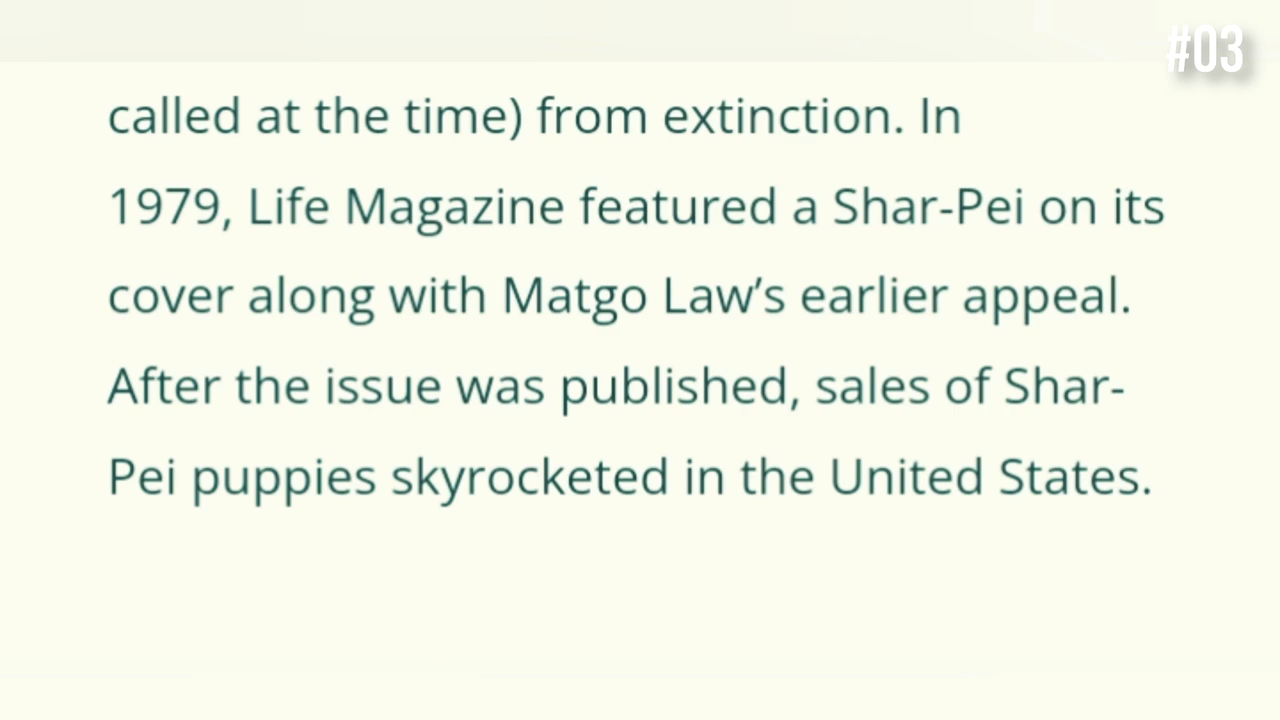 #03
called at the time) from extinction. In
1979, Life Magazine featured a Shar-Pei on its
cover along with Matgo Law’s earlier appeal.
After the issue was published, sales of Shar-
Pei puppies skyrocketed in the United States.